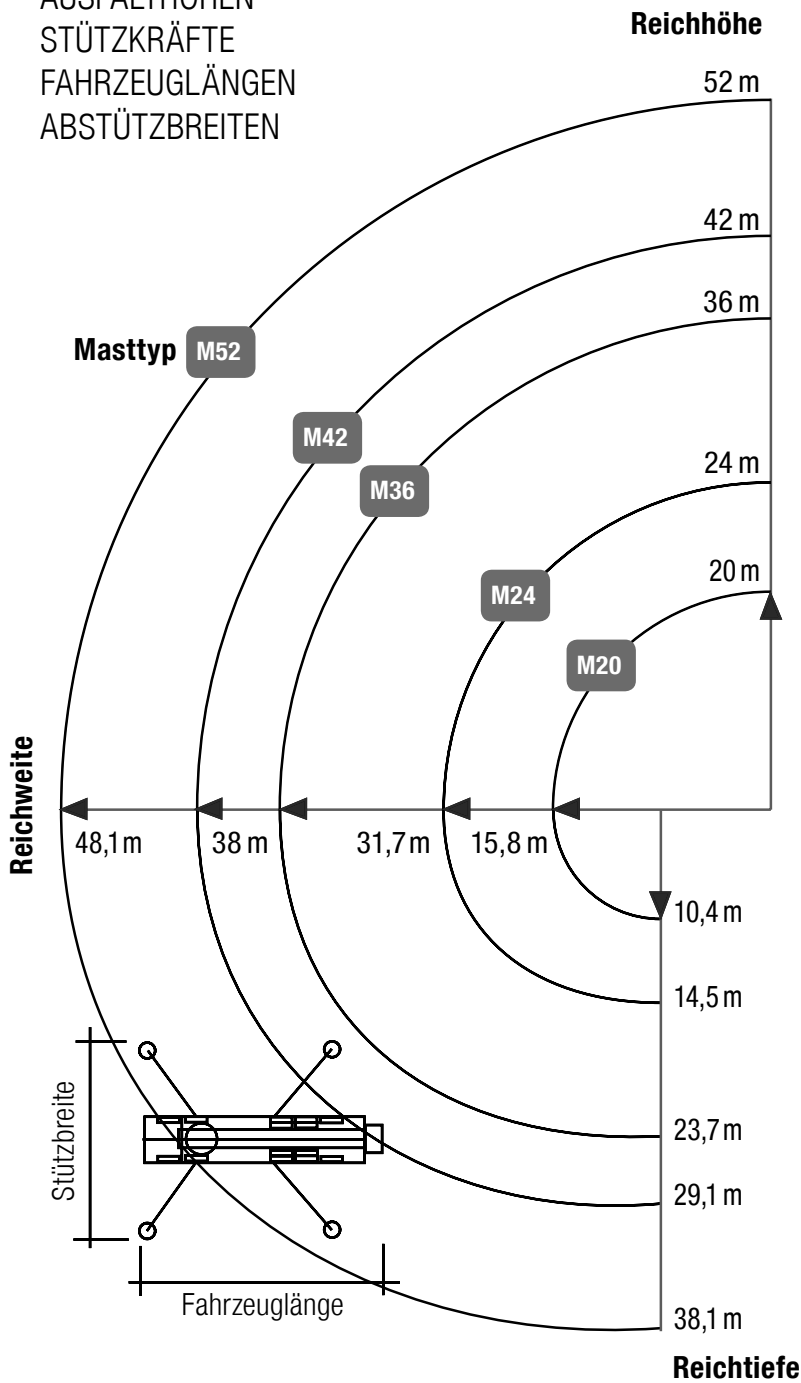 STÜTZKRÄFTE
FAHRZEUGLÄNGEN
ABSTÜTZBREITEN
Reichhöhe
52 m
42 m
36 m
Masttyp M52
M42
M36
24 m
M24
20 m
M20
Reichweite
48,1 m
38 m
31,7 m
15,8 m
10,4 m
14,5 m
Stützbreite
23,7 m
29,1 m
Fahrzeuglänge
38,1 m
Reichtiefe